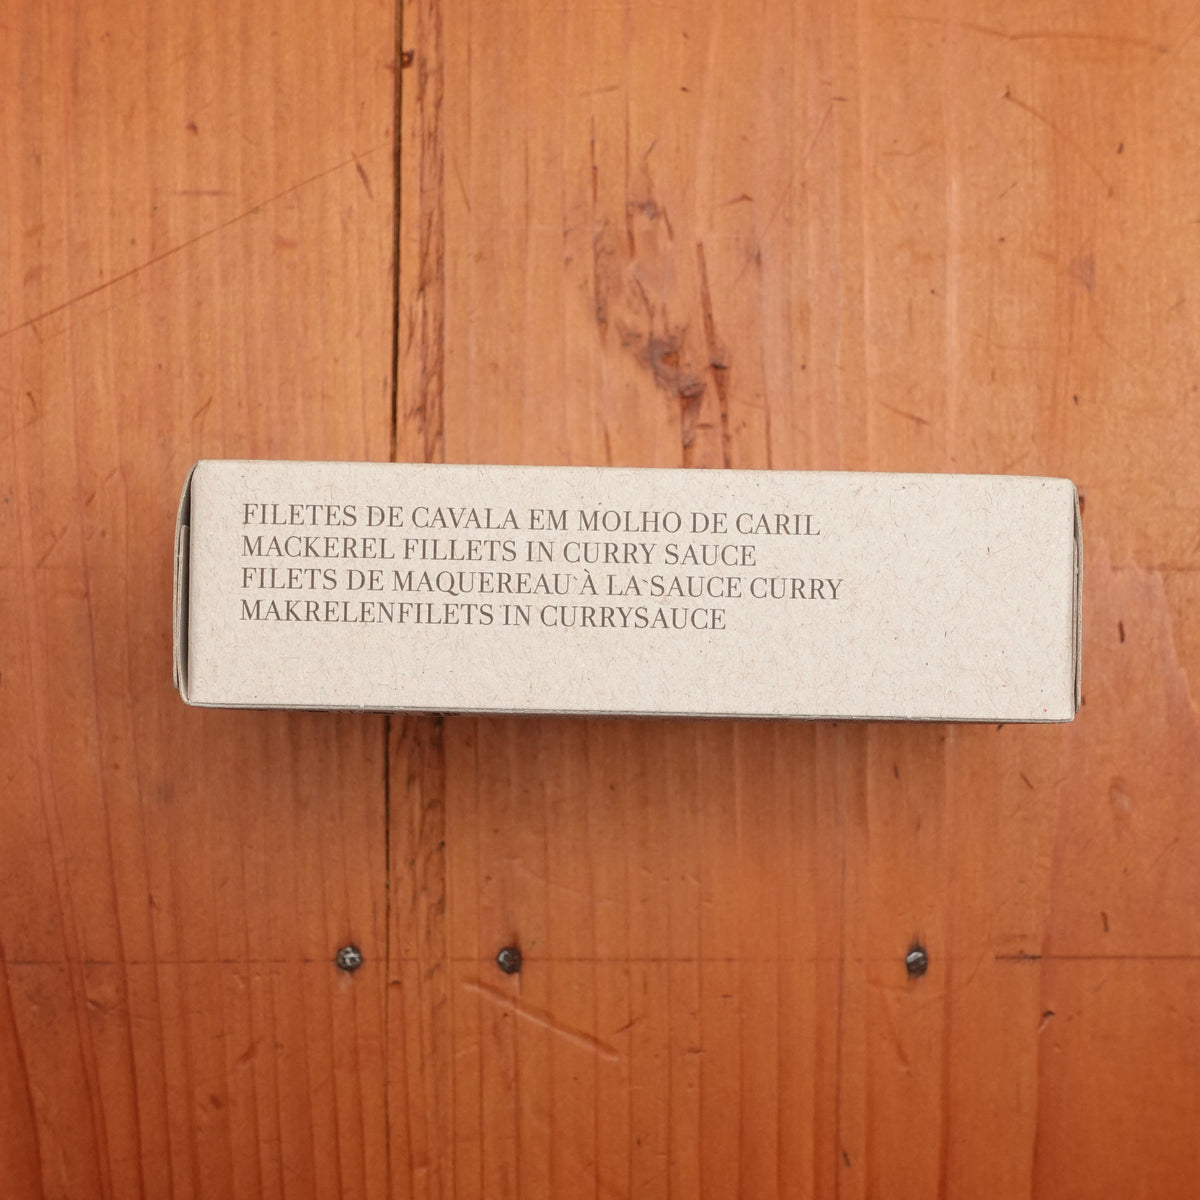 FILETES DE CAVALA EM MOLHO DE CARIL
MACKEREL FILLETS IN CURRY SAUCE
FILETS DE MAQUEREAU À LA SAUCE CURRY
MAKRELENFILETS IN CURRYSAUCE